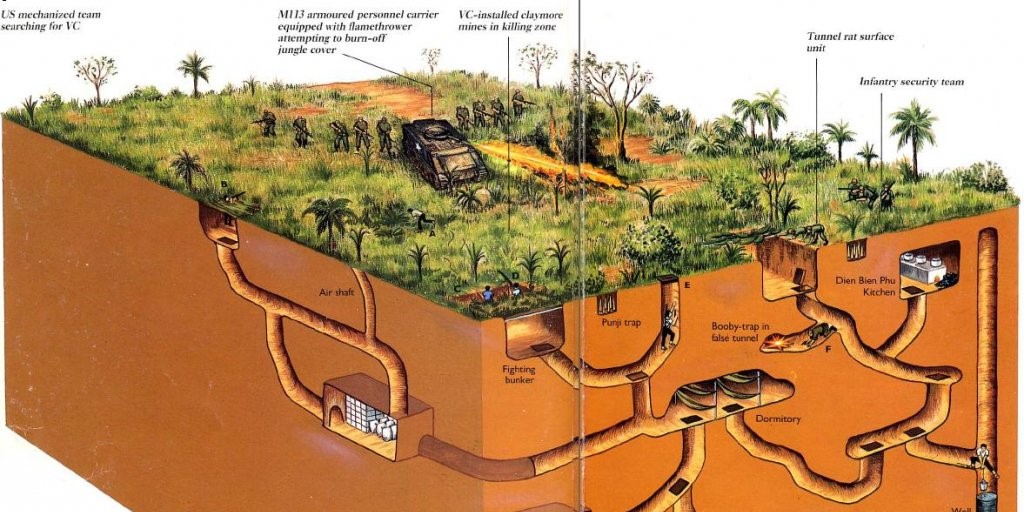 US mechanized team
searching for VC
M113 armoured personnel carrier
equipped with flamethrower
attempting to burn-off
jungle cover
VC-installed claymore
mines in killing zone
Tunnel rat surface
unit
Infantry security team
B
Air shaft
C
D
E
Punji trap
Fighting
bunker
Booby-trap in
false tunnel
F
Dien Bien Phu
Kitchen
Dormitory
Well